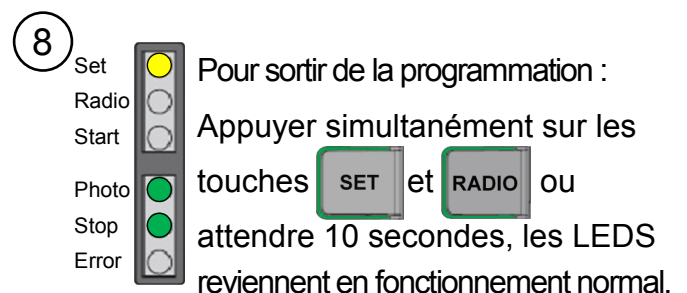 8
Set
Radio
Start
Photo
Stop
Error
Pour sortir de la programmation :
Appuyer simultanément sur les
touches SET et RADIO ou
attendre 10 secondes, les LEDS
reviennent en fonctionnement normal.